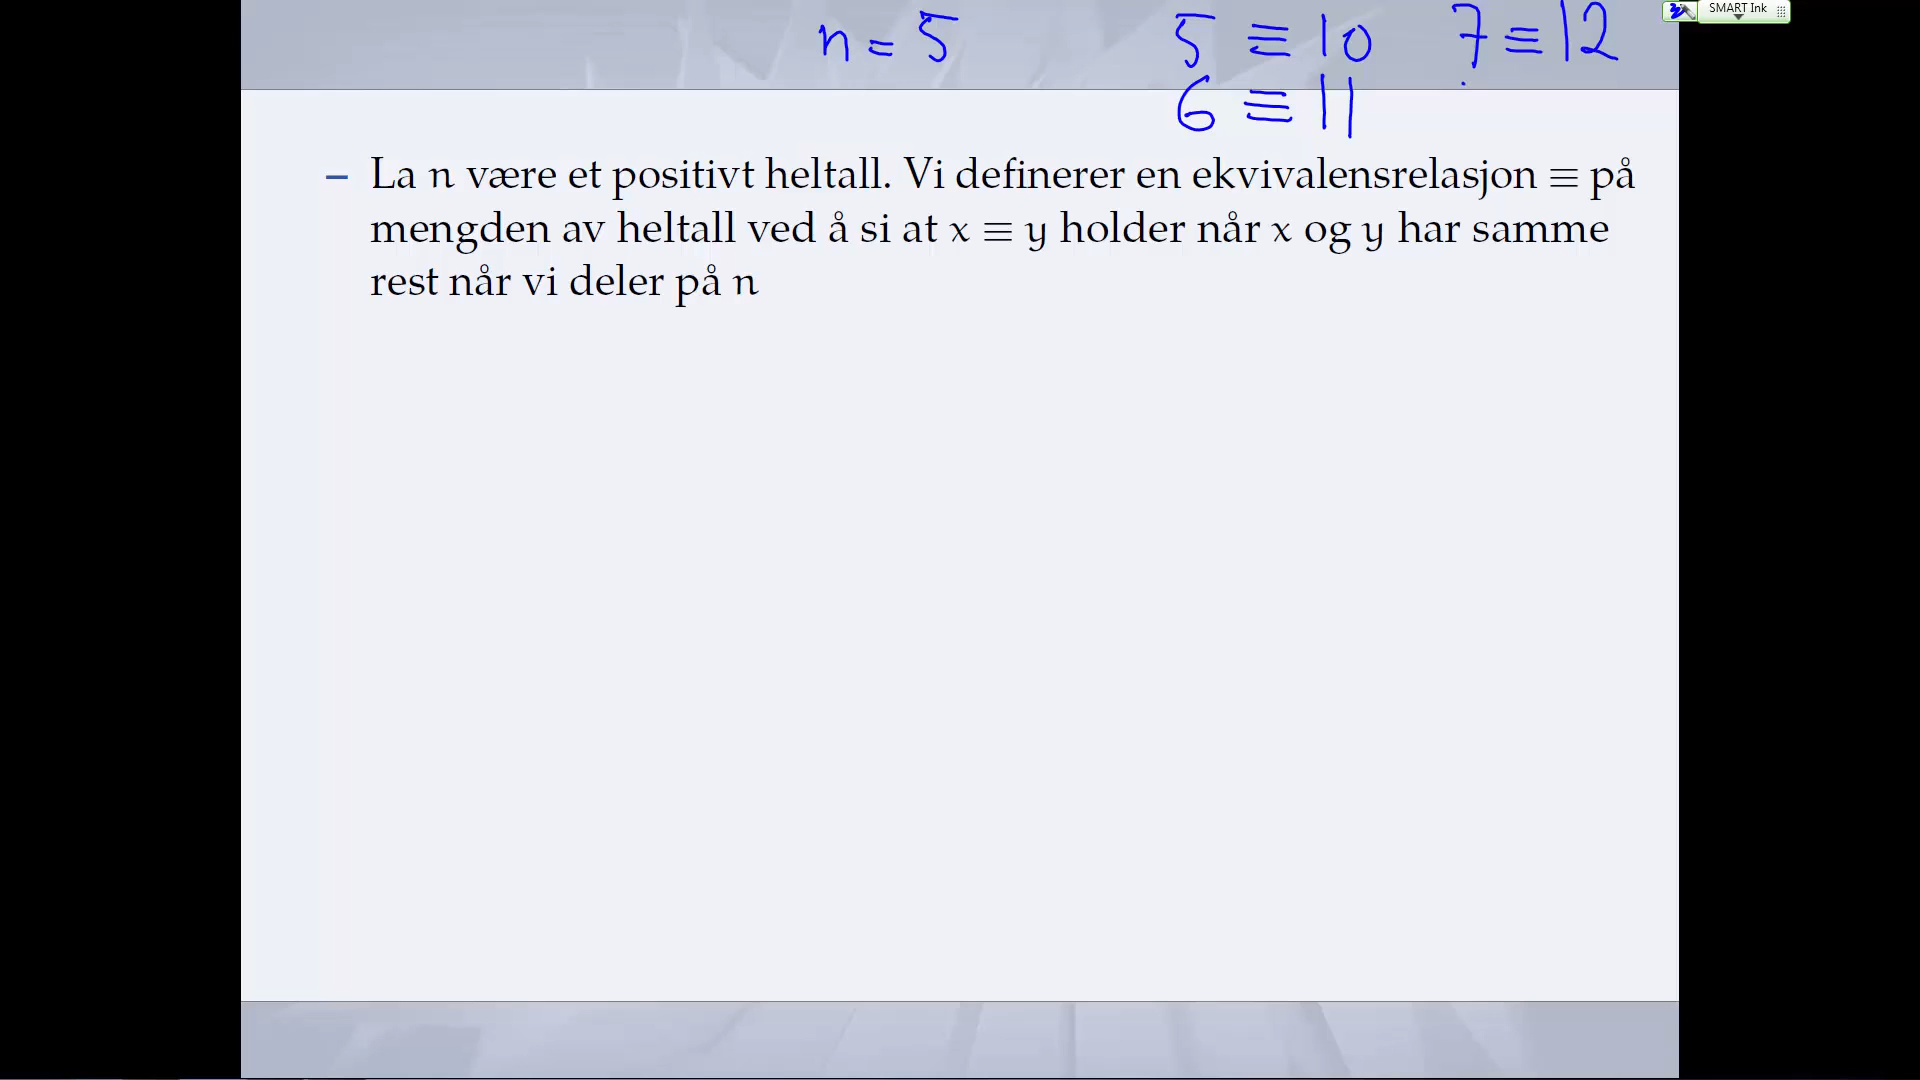 n = 5 5 ≡ 10 7 ≡ 12
SMART Ink
6 ≡ 11
– La n være et positivt heltall. Vi definerer en ekvivalensrelasjon ≡ på
mengden av heltall ved å si at x ≡ y holder når x og y har samme
rest når vi deler på n